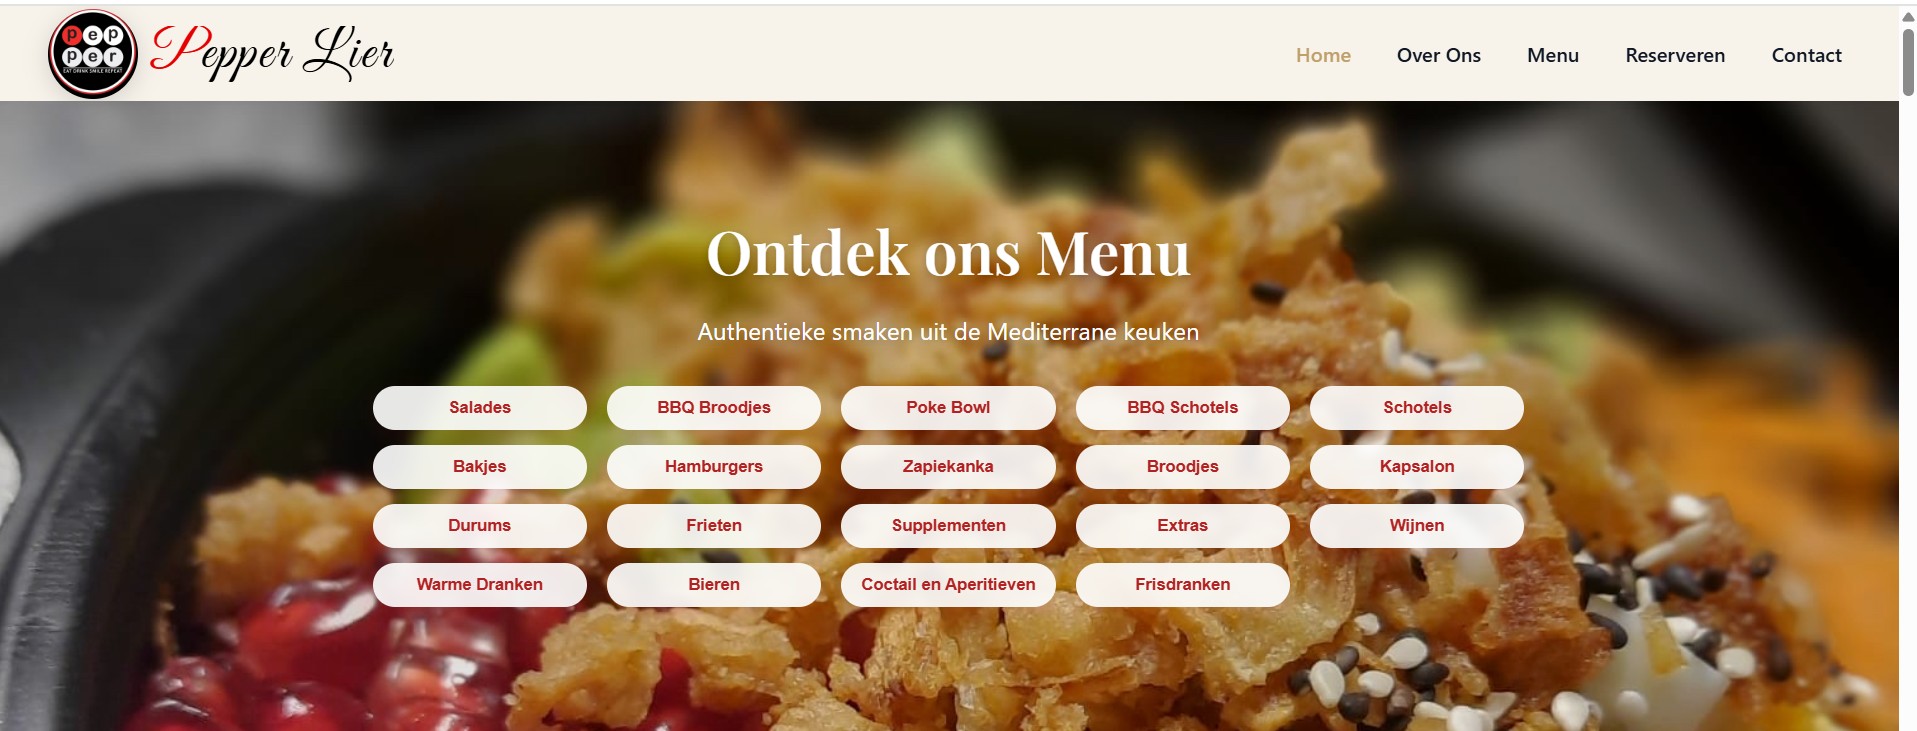 pep
per
EAT DRINK SMILE REPEAT
Pepper Lier
Home Over Ons Menu Reserveren Contact
Ontdek ons Menu
Authentieke smaken uit de Mediterrane keuken
Salades BBQ Broodjes Poke Bowl BBQ Schotels Schotels
Bakjes Hamburgers Zapiekanka Broodjes Kapsalon
Durums Frieten Supplementen Extras Wijnen
Warme Dranken Bieren Coctail en Aperitieven Frisdranken